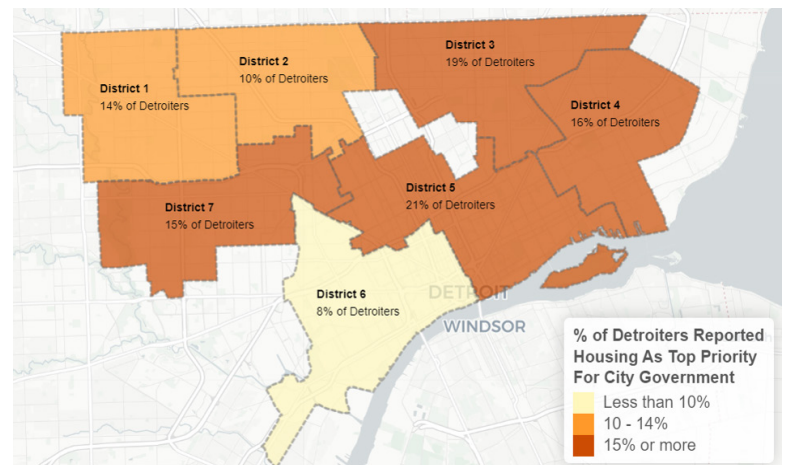 District 3
19% of Detroiters
District 2
10% of Detroiters
District 1
14% of Detroiters
District 4
16% of Detroiters
District 5
21% of Detroiters
District 7
15% of Detroiters
District 6
8% of Detroiters
DETROIT
WINDSOR
% of Detroiters Reported
Housing As Top Priority
For City Government
Less than 10%
10 - 14%
15% or more